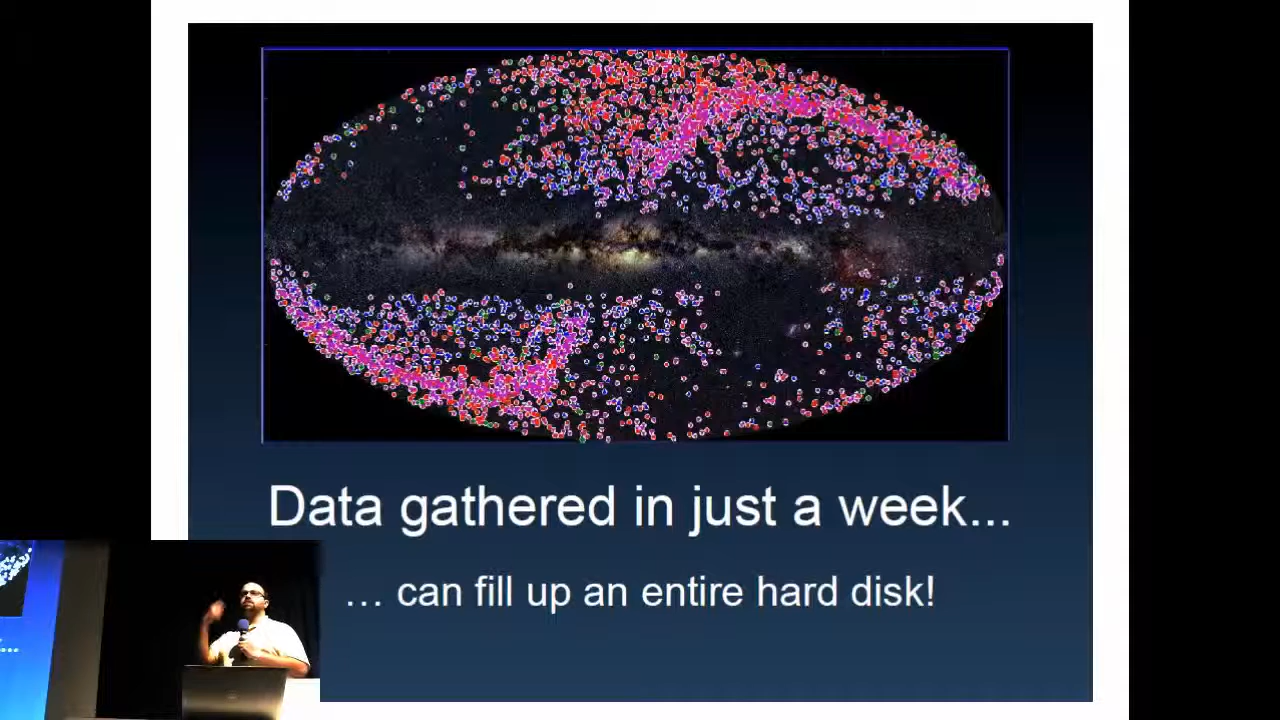 Data gathered in just a week...
… can fill up an entire hard disk!